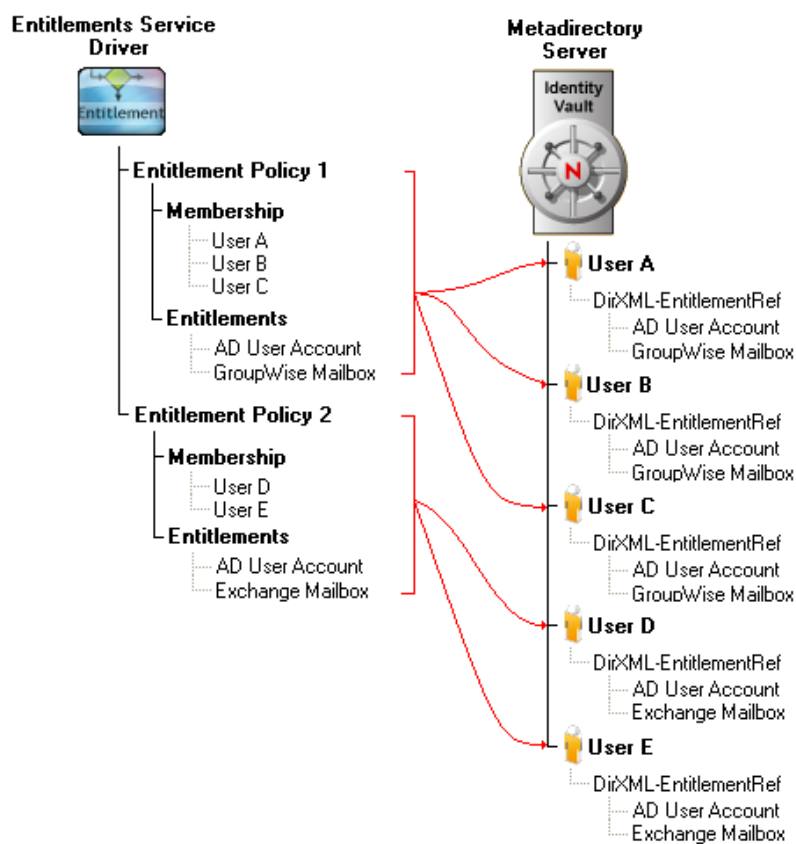 Entitlements Service
Driver
Entitlement
Entitlement Policy 1
Membership
User A
User B
User C
Entitlements
AD User Account
GroupWise Mailbox
Entitlement Policy 2
Membership
User D
User E
Entitlements
AD User Account
Exchange Mailbox
Metadirectory
Server
Identity
Vault
N
User A
DirXML-EntitlementRef
AD User Account
GroupWise Mailbox
User B
DirXML-EntitlementRef
AD User Account
GroupWise Mailbox
User C
DirXML-EntitlementRef
AD User Account
GroupWise Mailbox
User D
DirXML-EntitlementRef
AD User Account
Exchange Mailbox
User E
DirXML-EntitlementRef
AD User Account
Exchange Mailbox